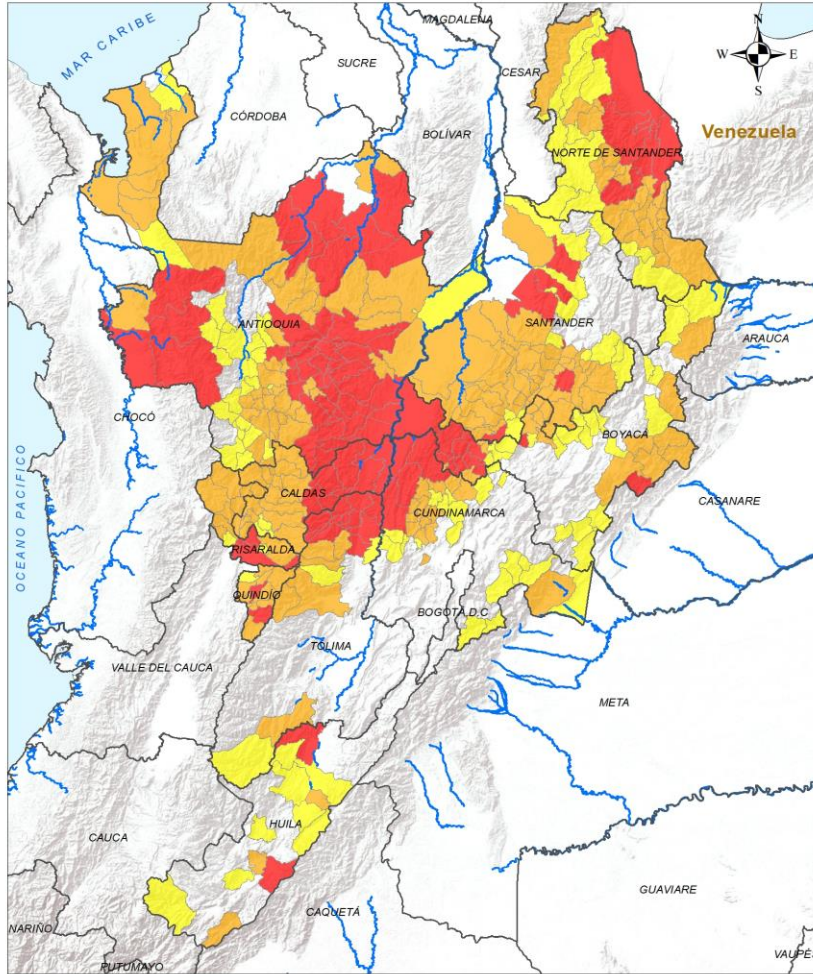 MAGDALENA
MAR CARIBE
SUCRE
CESAR
N
W
E
S
CÓRDOBA
BOLÍVAR
Venezuela
NORTE DE SANTANDER
ANTIOQUIA
SANTANDER
ARAUCA
CHOCÓ
BOYACÁ
OCEANO PACIFICO
CALDAS
CUNDINAMARCA
CASANARE
RISARALDA
QUINDÍO
BOGOTÁ D.C
TOLIMA
VALLE DEL CAUCA
META
HUILA
CAUCA
GUAVIARE
CAQUETÁ
NARIÑO
PUTUMAYO
VAUPÉS